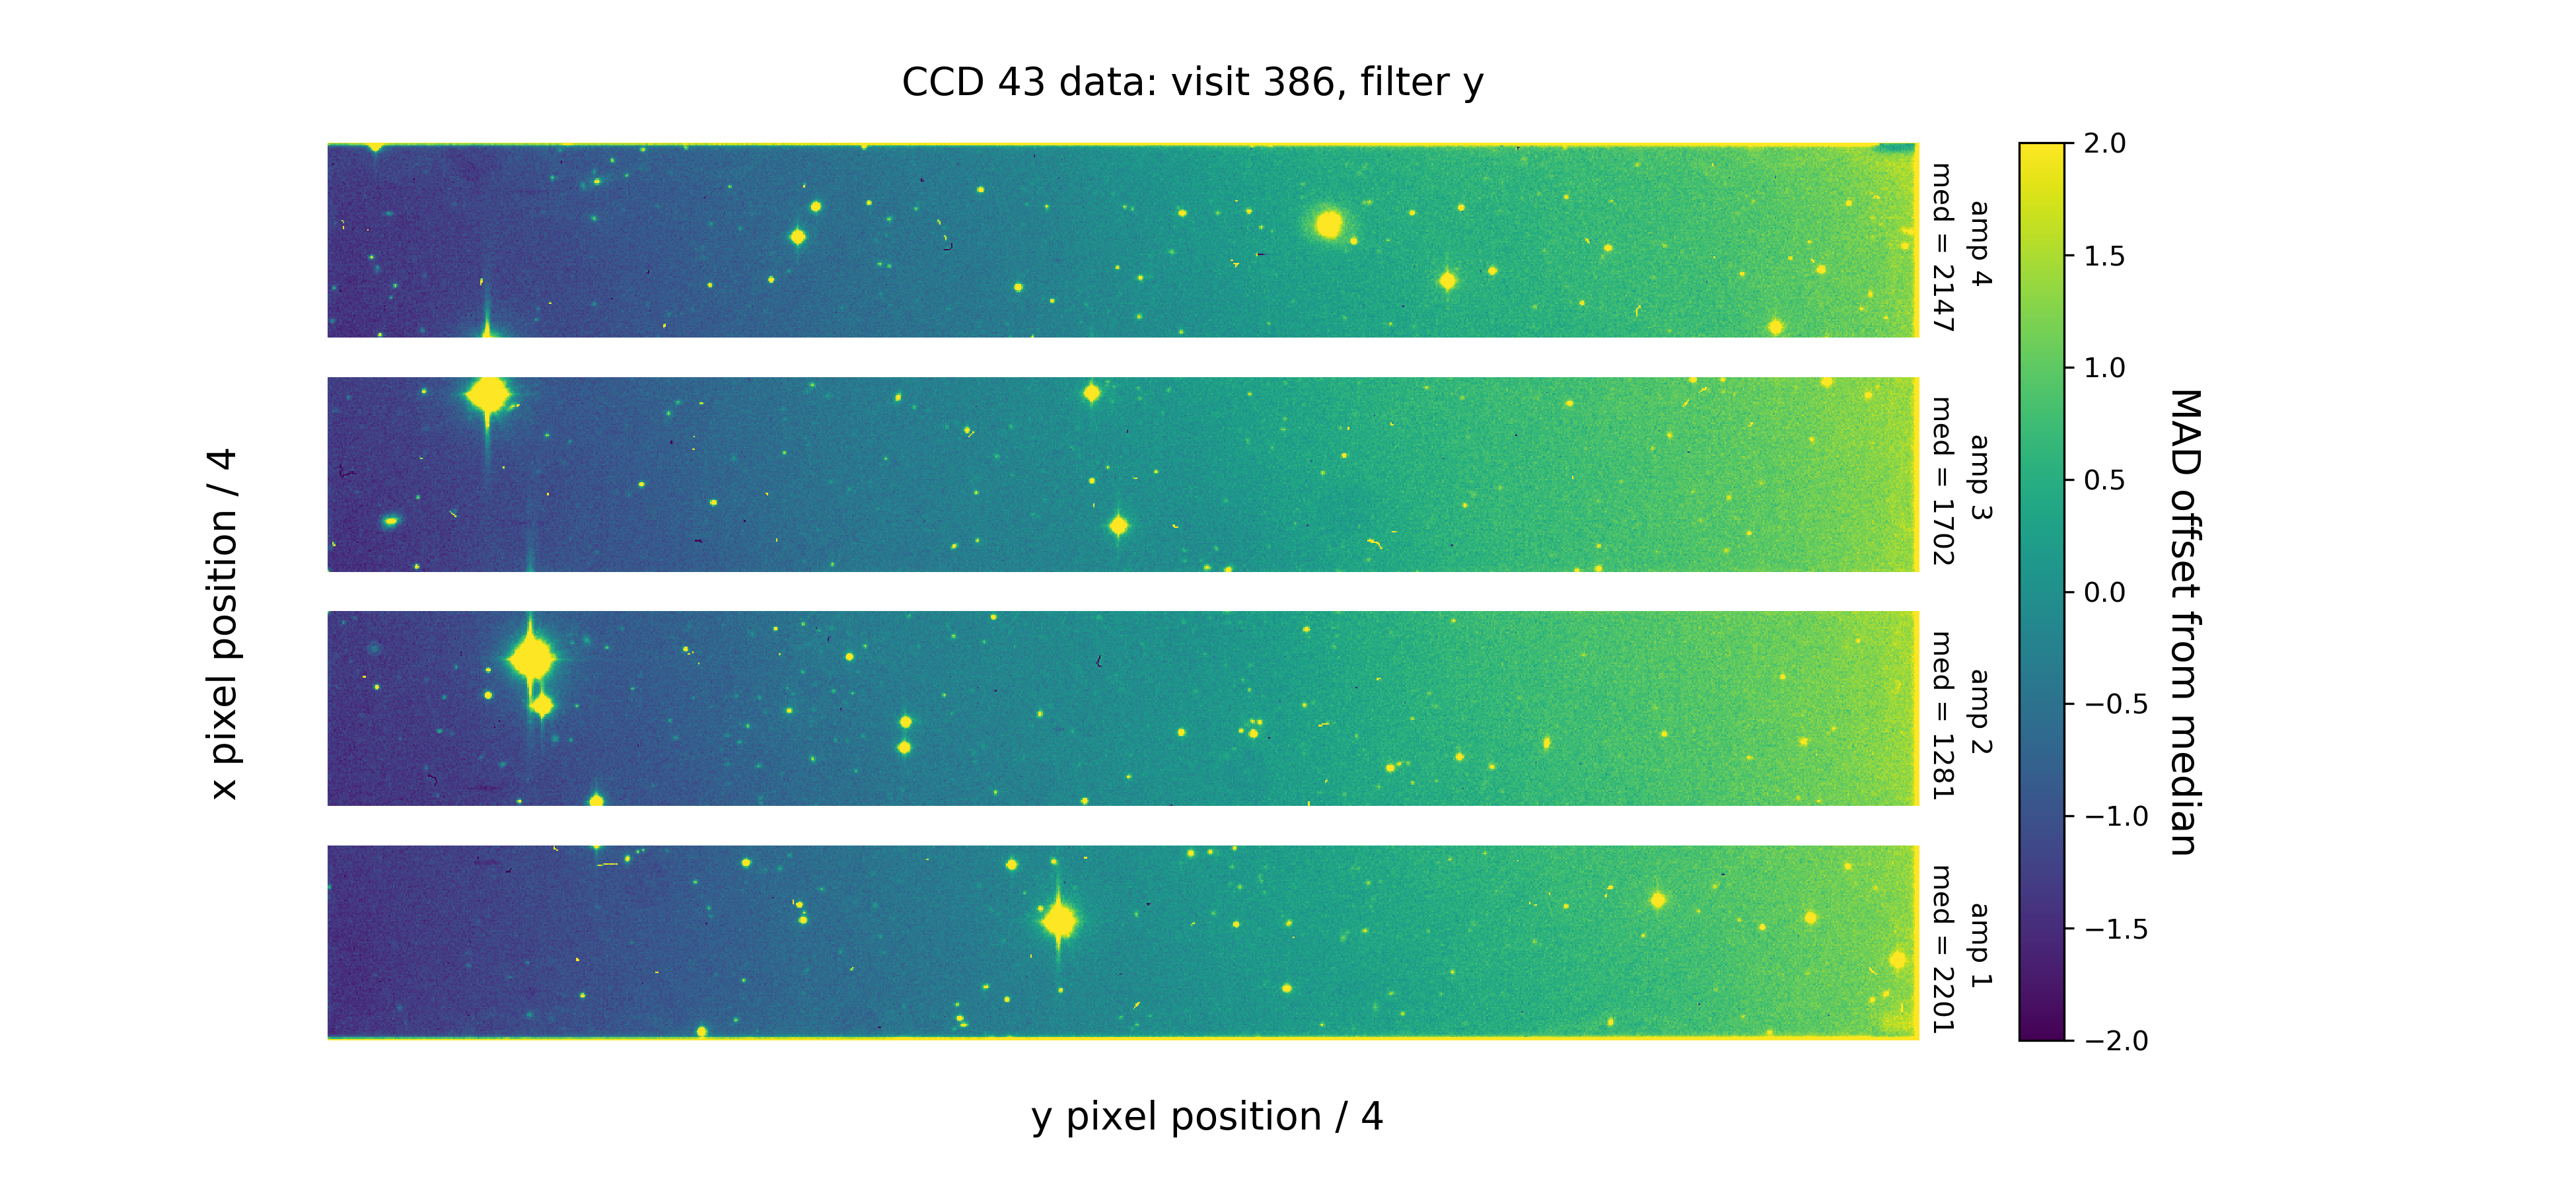 CCD 43 data: visit 386, filter y
x pixel position / 4
amp 4
med = 2147
amp 3
med = 1702
amp 2
med = 1281
amp 1
med = 2201
y pixel position / 4
2.0
1.5
1.0
0.5
0.0
−0.5
−1.0
−1.5
−2.0
MAD offset from median